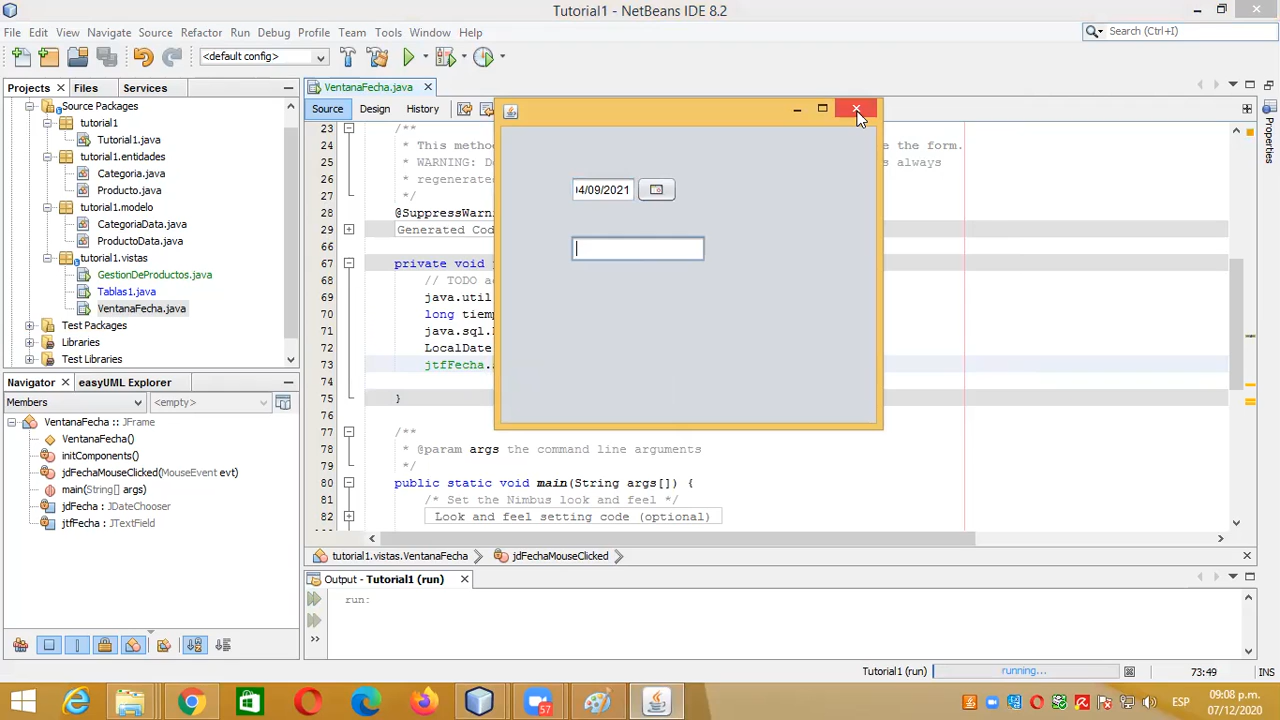 Tutorial1 - NetBeans IDE 8.2
File Edit View Navigate Source Refactor Run Debug Profile Team Tools Window Help
Search (Ctrl+I)
<default config>
Projects Files Services
VentanaFecha.java
Source Design History
Source Packages
tutorial1
Tutorial1.java
tutorial1.entidades
Categoria.java
Producto.java
tutorial1.modelo
CategoriaData.java
ProductoData.java
tutorial1.vistas
GestionDeProductos.java
Tablas1.java
VentanaFecha.java
Test Packages
Libraries
Test Libraries
23 /**
24 * This metho e the form.
25 * WARNING: D s always
26 * regenerated
27 */
28 @SuppressWarn
29 Generated Cod
66
67 private void
68 // TODO a
69 java.util
70 long tiemp
71 java.sql.
72 LocalDate
73 jtfFecha.
74
75 }
76
77 /**
78 * @param args the command line arguments
79 */
80 public static void main(String args[]) {
81 /* Set the Nimbus look and feel */
82 Look and feel setting code (optional)
04/09/2021
Properties
Navigator easyUML Explorer
Members <empty>
VentanaFecha :: JFrame
VentanaFecha()
initComponents()
jdFechaMouseClicked(MouseEvent evt)
main(String[] args)
jdFecha : JDateChooser
jtfFecha : JTextField
tutorial1.vistas.VentanaFecha jdFechaMouseClicked
Output - Tutorial1 (run)
run:
Tutorial1 (run) running... 73:49 INS
57
ESP
09:08 p.m.
07/12/2020